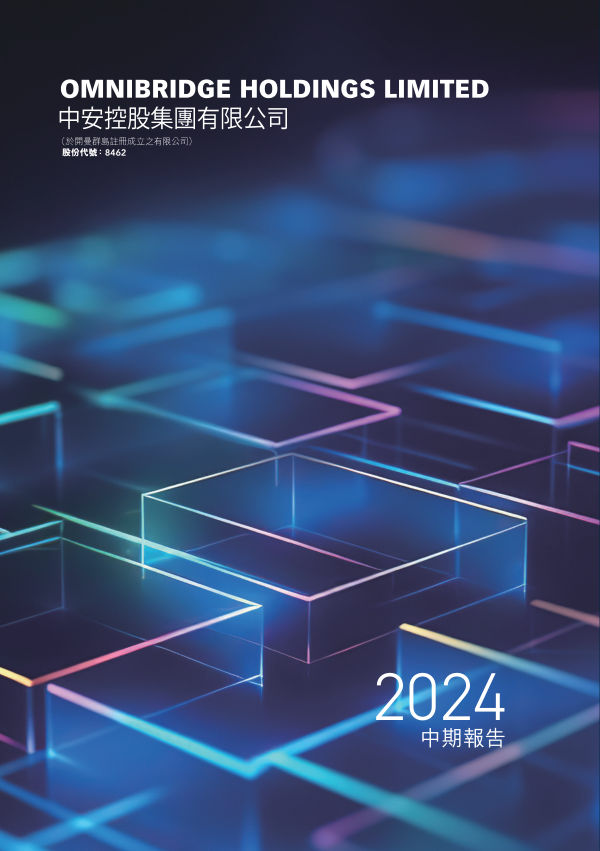 OMNIBRIDGE HOLDINGS LIMITED
中安控股集團有限公司
（於開曼群島註冊成立之有限公司）
股份代號：8462
2024
中期報告